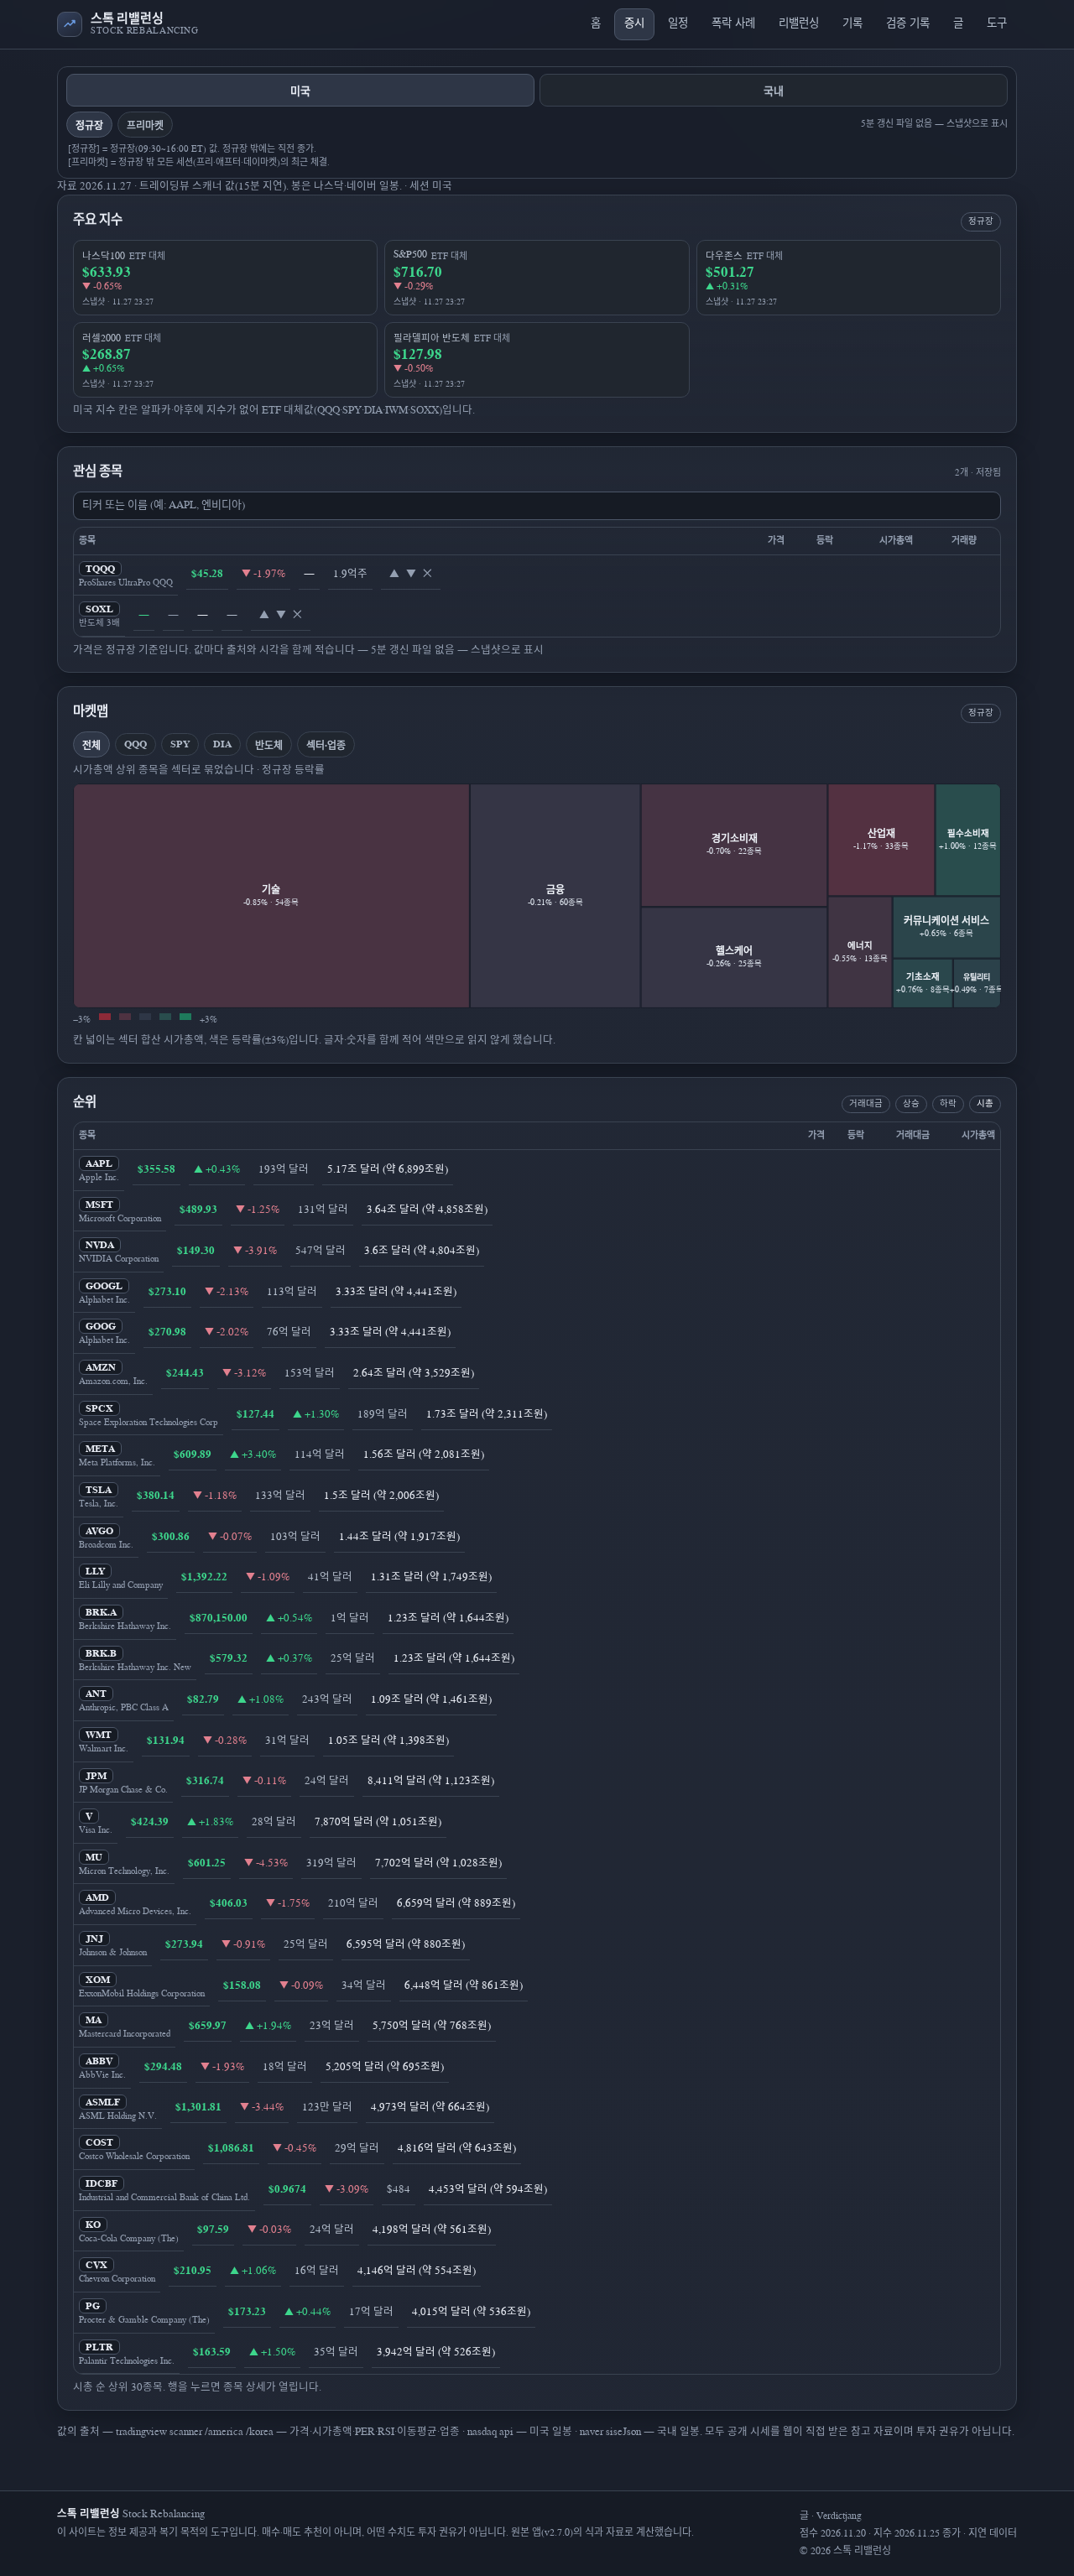 스톡 리밸런싱
STOCK REBALANCING
홈 증시 일정 폭락 사례 리밸런싱 기록 검증 기록 글 도구
미국 국내
정규장 프리마켓 5분 갱신 파일 없음 — 스냅샷으로 표시
[정규장] = 정규장(09:30~16:00 ET) 값. 정규장 밖에는 직전 종가.
[프리마켓] = 정규장 밖 모든 세션(프리·애프터·데이마켓)의 최근 체결.
자료 2026.11.27 · 트레이딩뷰 스캐너 값(15분 지연). 봉은 나스닥·네이버 일봉. · 세션 미국
주요 지수 정규장
나스닥100 ETF 대체 S&P500 ETF 대체 다우존스 ETF 대체
$633.93 $716.70 $501.27
▼ -0.65% ▼ -0.29% ▲ +0.31%
스냅샷 · 11.27 23:27 스냅샷 · 11.27 23:27 스냅샷 · 11.27 23:27
러셀2000 ETF 대체 필라델피아 반도체 ETF 대체
$268.87 $127.98
▲ +0.65% ▼ -0.50%
스냅샷 · 11.27 23:27 스냅샷 · 11.27 23:27
미국 지수 칸은 알파카·야후에 지수가 없어 ETF 대체값(QQQ·SPY·DIA·IWM·SOXX)입니다.
관심 종목 2개 · 저장됨
티커 또는 이름 (예: AAPL, 엔비디아)
종목 가격 등락 시가총액 거래량
TQQQ
ProShares UltraPro QQQ $45.28 ▼ -1.97% — 1.9억주 ▲ ▼ ✕
SOXL
반도체 3배 — — — — ▲ ▼ ✕
가격은 정규장 기준입니다. 값마다 출처와 시각을 함께 적습니다 — 5분 갱신 파일 없음 — 스냅샷으로 표시
마켓맵 정규장
전체 QQQ SPY DIA 반도체 섹터·업종
시가총액 상위 종목을 섹터로 묶었습니다 · 정규장 등락률
기술
-0.85% · 54종목
금융
-0.21% · 60종목
경기소비재
-0.70% · 22종목
헬스케어
-0.26% · 25종목
산업재
-1.17% · 33종목
필수소비재
+1.00% · 12종목
에너지
-0.55% · 13종목
커뮤니케이션 서비스
+0.65% · 6종목
기초소재
+0.76% · 8종목
유틸리티
+0.49% · 7종목
−3% +3%
칸 넓이는 섹터 합산 시가총액, 색은 등락률(±3%)입니다. 글자·숫자를 함께 적어 색만으로 읽지 않게 했습니다.
순위 거래대금 상승 하락 시총
종목 가격 등락 거래대금 시가총액
AAPL
Apple Inc. $355.58 ▲ +0.43% 193억 달러 5.17조 달러 (약 6,899조원)
MSFT
Microsoft Corporation $489.93 ▼ -1.25% 131억 달러 3.64조 달러 (약 4,858조원)
NVDA
NVIDIA Corporation $149.30 ▼ -3.91% 547억 달러 3.6조 달러 (약 4,804조원)
GOOGL
Alphabet Inc. $273.10 ▼ -2.13% 113억 달러 3.33조 달러 (약 4,441조원)
GOOG
Alphabet Inc. $270.98 ▼ -2.02% 76억 달러 3.33조 달러 (약 4,441조원)
AMZN
Amazon.com, Inc. $244.43 ▼ -3.12% 153억 달러 2.64조 달러 (약 3,529조원)
SPCX
Space Exploration Technologies Corp $127.44 ▲ +1.30% 189억 달러 1.73조 달러 (약 2,311조원)
META
Meta Platforms, Inc. $609.89 ▲ +3.40% 114억 달러 1.56조 달러 (약 2,081조원)
TSLA
Tesla, Inc. $380.14 ▼ -1.18% 133억 달러 1.5조 달러 (약 2,006조원)
AVGO
Broadcom Inc. $300.86 ▼ -0.07% 103억 달러 1.44조 달러 (약 1,917조원)
LLY
Eli Lilly and Company $1,392.22 ▼ -1.09% 41억 달러 1.31조 달러 (약 1,749조원)
BRK.A
Berkshire Hathaway Inc. $870,150.00 ▲ +0.54% 1억 달러 1.23조 달러 (약 1,644조원)
BRK.B
Berkshire Hathaway Inc. New $579.32 ▲ +0.37% 25억 달러 1.23조 달러 (약 1,644조원)
ANT
Anthropic, PBC Class A $82.79 ▲ +1.08% 243억 달러 1.09조 달러 (약 1,461조원)
WMT
Walmart Inc. $131.94 ▼ -0.28% 31억 달러 1.05조 달러 (약 1,398조원)
JPM
JP Morgan Chase & Co. $316.74 ▼ -0.11% 24억 달러 8,411억 달러 (약 1,123조원)
V
Visa Inc. $424.39 ▲ +1.83% 28억 달러 7,870억 달러 (약 1,051조원)
MU
Micron Technology, Inc. $601.25 ▼ -4.53% 319억 달러 7,702억 달러 (약 1,028조원)
AMD
Advanced Micro Devices, Inc. $406.03 ▼ -1.75% 210억 달러 6,659억 달러 (약 889조원)
JNJ
Johnson & Johnson $273.94 ▼ -0.91% 25억 달러 6,595억 달러 (약 880조원)
XOM
ExxonMobil Holdings Corporation $158.08 ▼ -0.09% 34억 달러 6,448억 달러 (약 861조원)
MA
Mastercard Incorporated $659.97 ▲ +1.94% 23억 달러 5,750억 달러 (약 768조원)
ABBV
AbbVie Inc. $294.48 ▼ -1.93% 18억 달러 5,205억 달러 (약 695조원)
ASMLF
ASML Holding N.V. $1,301.81 ▼ -3.44% 123만 달러 4,973억 달러 (약 664조원)
COST
Costco Wholesale Corporation $1,086.81 ▼ -0.45% 29억 달러 4,816억 달러 (약 643조원)
IDCBF
Industrial and Commercial Bank of China Ltd. $0.9674 ▼ -3.09% $484 4,453억 달러 (약 594조원)
KO
Coca-Cola Company (The) $97.59 ▼ -0.03% 24억 달러 4,198억 달러 (약 561조원)
CVX
Chevron Corporation $210.95 ▲ +1.06% 16억 달러 4,146억 달러 (약 554조원)
PG
Procter & Gamble Company (The) $173.23 ▲ +0.44% 17억 달러 4,015억 달러 (약 536조원)
PLTR
Palantir Technologies Inc. $163.59 ▲ +1.50% 35억 달러 3,942억 달러 (약 526조원)
시총 순 상위 30종목. 행을 누르면 종목 상세가 열립니다.
값의 출처 — tradingview scanner /america /korea — 가격·시가총액·PER·RSI·이동평균·업종 · nasdaq api — 미국 일봉 · naver siseJson — 국내 일봉. 모두 공개 시세를 웹이 직접 받은 참고 자료이며 투자 권유가 아닙니다.
스톡 리밸런싱 Stock Rebalancing
이 사이트는 정보 제공과 복기 목적의 도구입니다. 매수·매도 추천이 아니며, 어떤 수치도 투자 권유가 아닙니다. 원본 앱(v2.7.0)의 식과 자료로 계산했습니다.
글 · Verdictjang
점수 2026.11.20 · 지수 2026.11.25 종가 · 지연 데이터
© 2026 스톡 리밸런싱